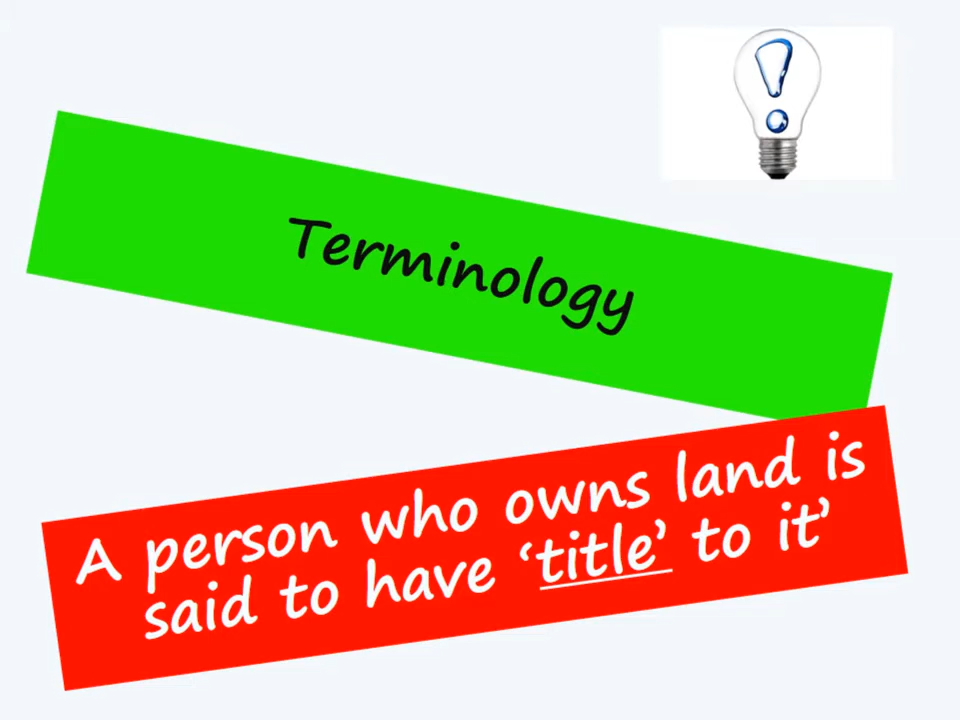 Terminology
A person who owns land is
said to have ‘title’ to it’